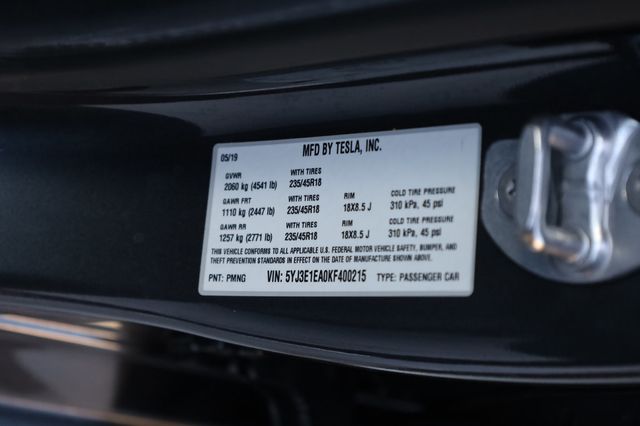 05/19 MFD BY TESLA, INC.
GVWR WITH TIRES
2060 kg (4541 lb) 235/45R18
GAWR FRT WITH TIRES RIM COLD TIRE PRESSURE
1110 kg (2447 lb) 235/45R18 18X8.5 J 310 kPa, 45 psi
GAWR RR WITH TIRES RIM COLD TIRE PRESSURE
1257 kg (2771 lb) 235/45R18 18X8.5 J 310 kPa, 45 psi
THIS VEHICLE CONFORMS TO ALL APPLICABLE U.S. FEDERAL MOTOR VEHICLE SAFETY, BUMPER, AND
THEFT PREVENTION STANDARDS IN EFFECT ON THE DATE OF MANUFACTURE SHOWN ABOVE.
PNT: PMNG VIN: 5YJ3E1EA0KF400215 TYPE: PASSENGER CAR